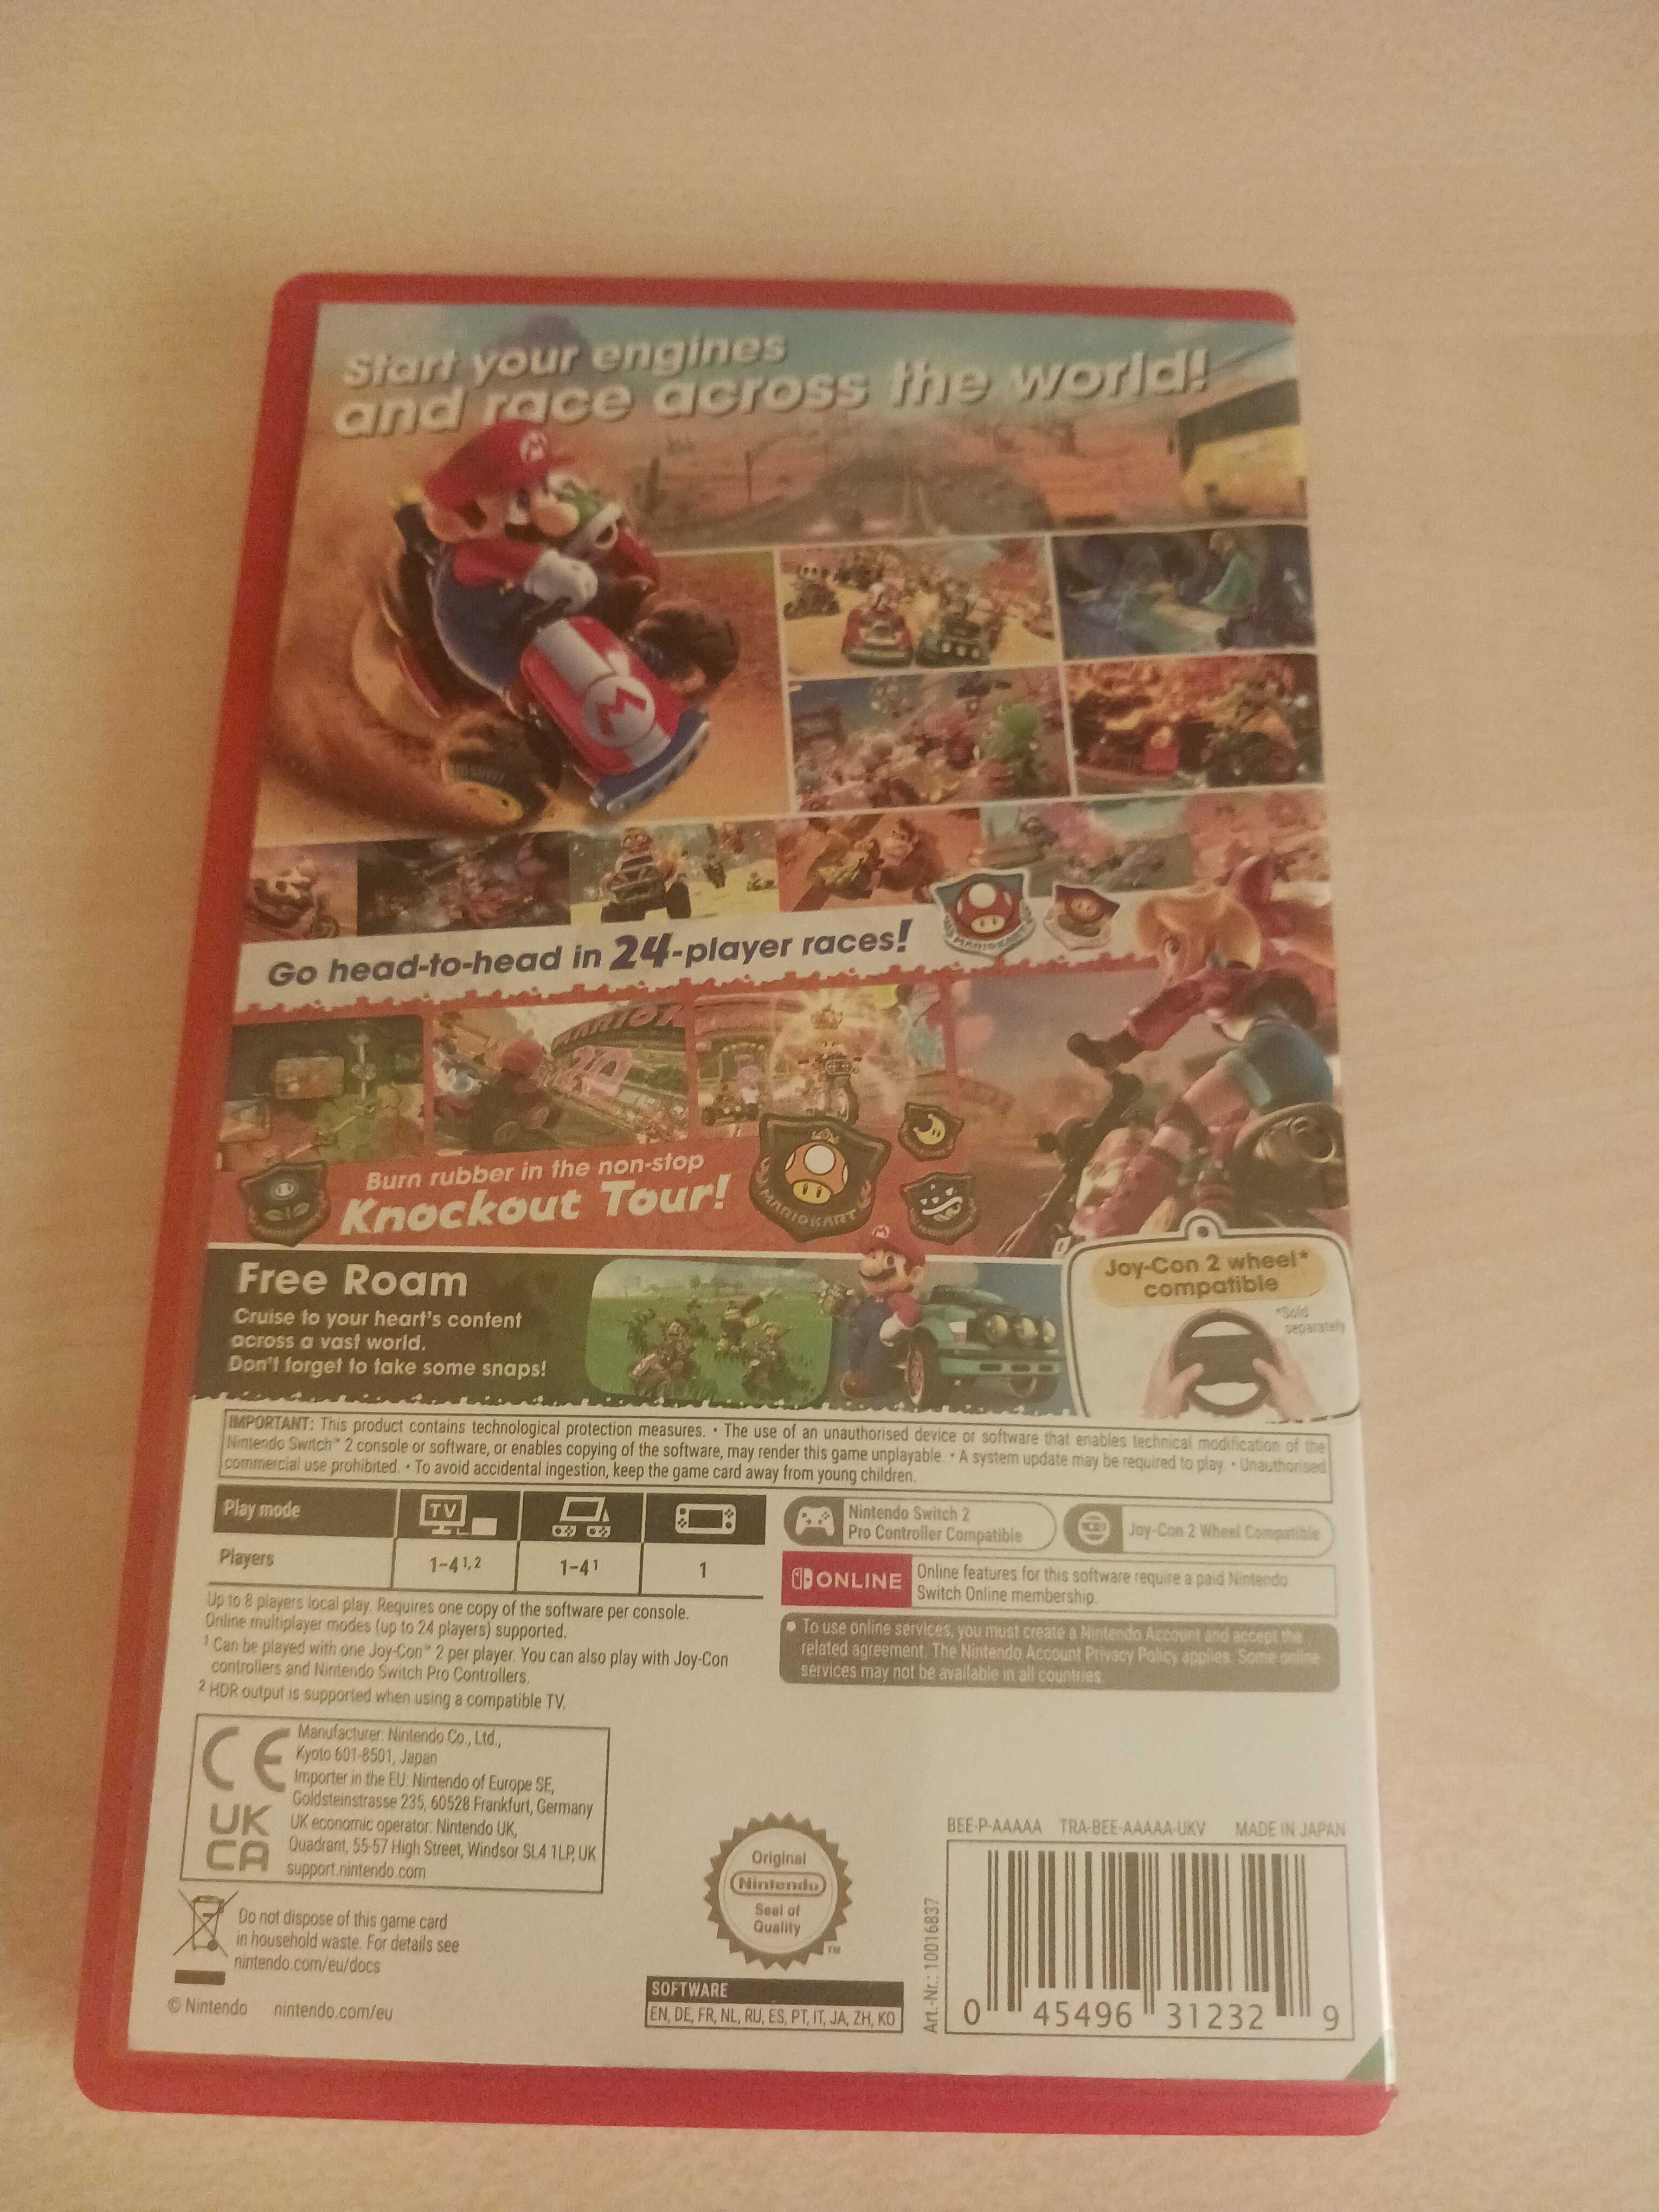 Start your engines
and race across the world!
Go head-to-head in 24-player races!
Burn rubber in the non-stop
Knockout Tour!
MARIO KART
Free Roam
Cruise to your heart's content
across a vast world.
Don't forget to take some snaps!
Joy-Con 2 wheel*
compatible
*Sold
separately
IMPORTANT: This product contains technological protection measures. • The use of an unauthorised device or software that enables technical modification of the
Nintendo Switch™ 2 console or software, or enables copying of the software, may render this game unplayable. • A system update may be required to play. • Unauthorised
commercial use prohibited. • To avoid accidental ingestion, keep the game card away from young children.
Play mode TV
Players 1-4 1,2 1-4 1 1
Up to 8 players local play. Requires one copy of the software per console.
Online multiplayer modes (up to 24 players) supported.
1 Can be played with one Joy-Con™ 2 per player. You can also play with Joy-Con
controllers and Nintendo Switch Pro Controllers.
2 HDR output is supported when using a compatible TV.
Nintendo Switch 2
Pro Controller Compatible
Joy-Con 2 Wheel Compatible
ONLINE
Online features for this software require a paid Nintendo
Switch Online membership.
• To use online services, you must create a Nintendo Account and accept the
related agreement. The Nintendo Account Privacy Policy applies. Some online
services may not be available in all countries.
CE
UK
CA
Manufacturer: Nintendo Co., Ltd.,
Kyoto 601-8501, Japan
Importer in the EU: Nintendo of Europe SE,
Goldsteinstrasse 235, 60528 Frankfurt, Germany
UK economic operator: Nintendo UK,
Quadrant, 55-57 High Street, Windsor SL4 1LP, UK
support.nintendo.com
Do not dispose of this game card
in household waste. For details see
nintendo.com/eu/docs
© Nintendo nintendo.com/eu
Original
Nintendo
Seal of
Quality
TM
SOFTWARE
EN, DE, FR, NL, RU, ES, PT, IT, JA, ZH, KO
BEE-P-AAAAA TRA-BEE-AAAAA-UKV MADE IN JAPAN
Art.-Nr.: 10016837
0 45496 31232 9